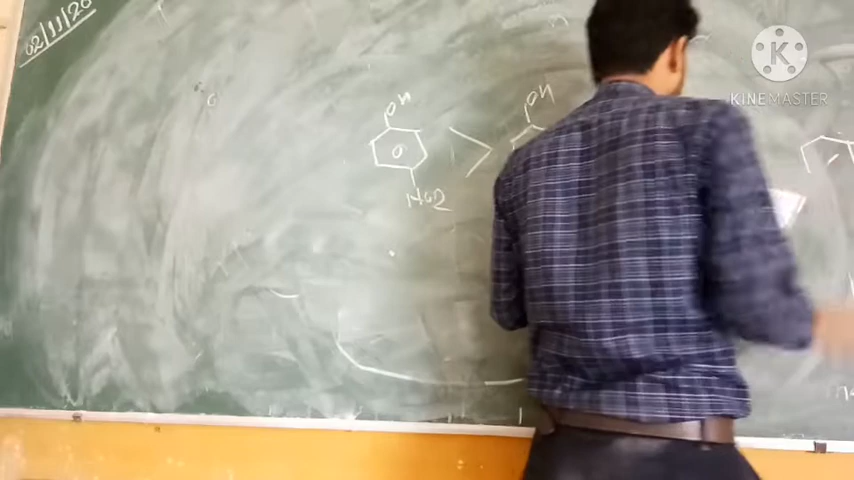 02/11/20
K
KINEMASTER
OH
OH
O
>
NO2